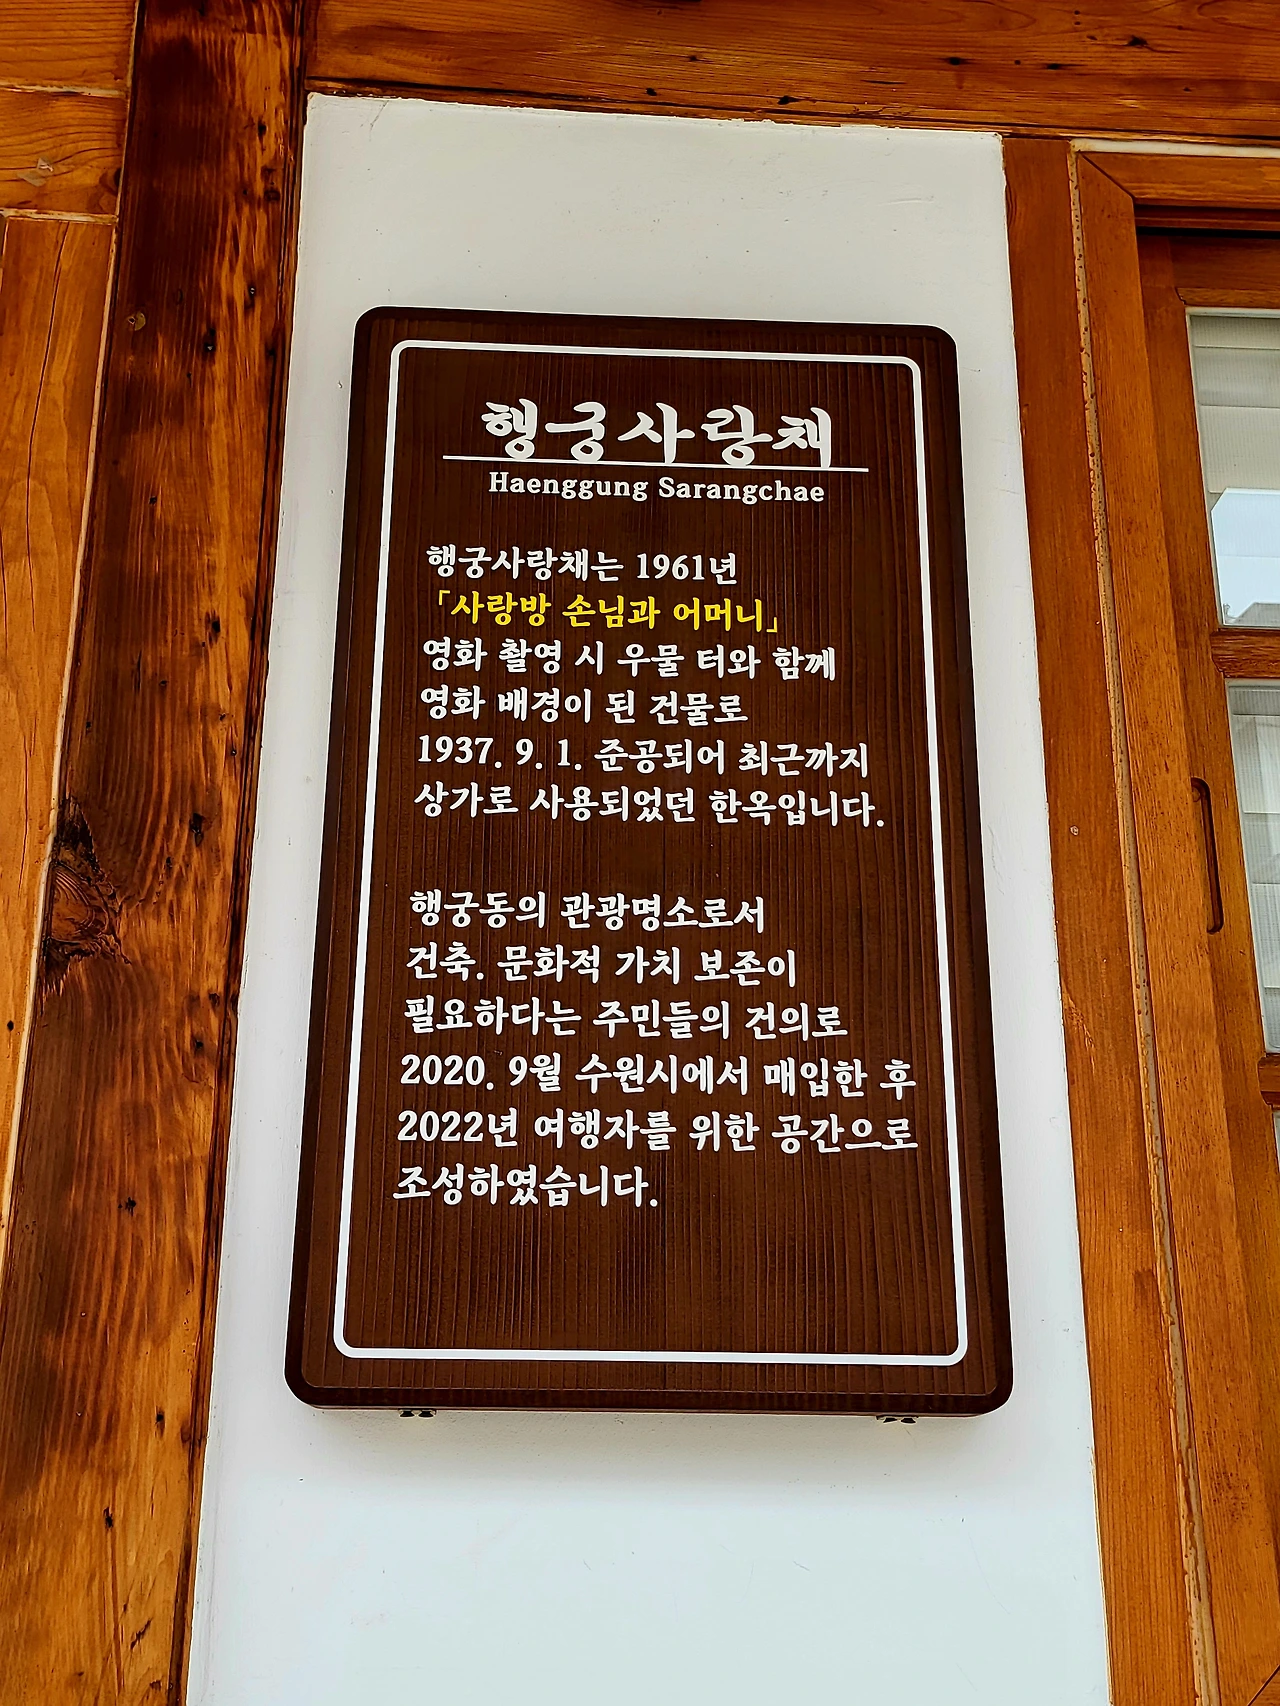 행궁사랑채
Haenggung Sarangchae
행궁사랑채는 1961년
「사랑방 손님과 어머니」
영화 촬영 시 우물 터와 함께
영화 배경이 된 건물로
1937. 9. 1. 준공되어 최근까지
상가로 사용되었던 한옥입니다.
행궁동의 관광명소로서
건축. 문화적 가치 보존이
필요하다는 주민들의 건의로
2020. 9월 수원시에서 매입한 후
2022년 여행자를 위한 공간으로
조성하였습니다.